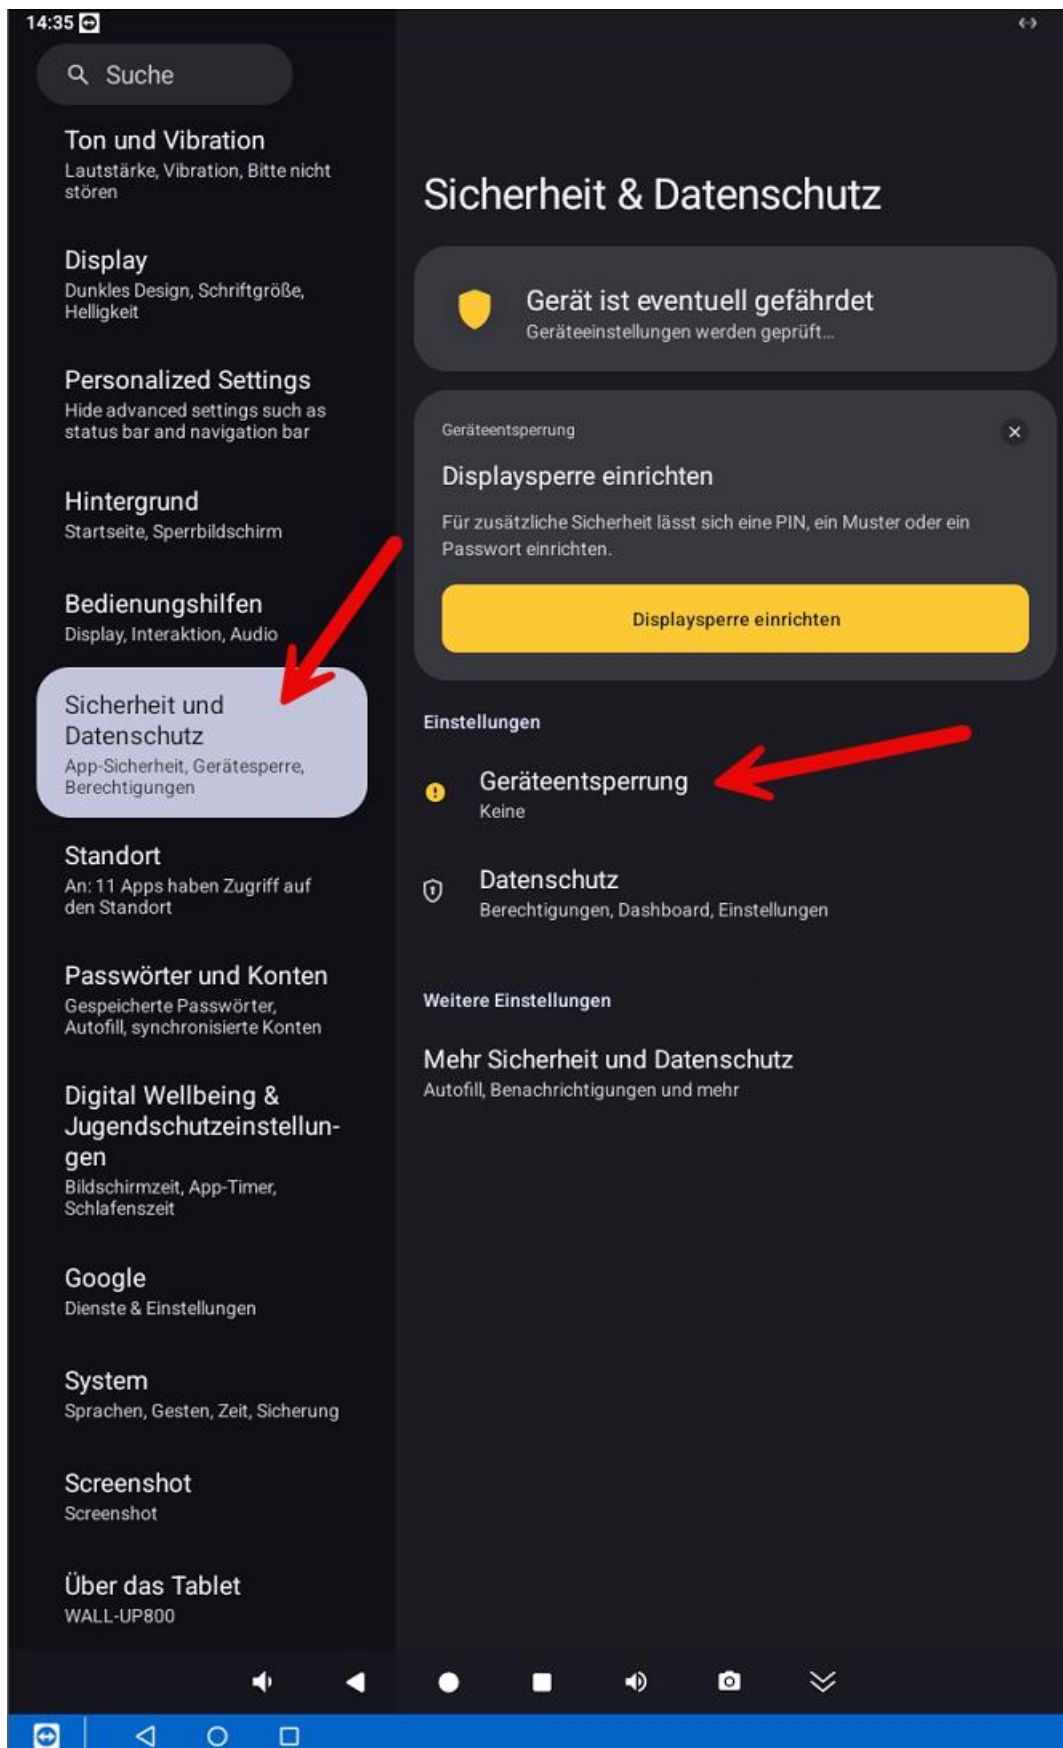 14:35
Suche
Ton und Vibration
Lautstärke, Vibration, Bitte nicht
stören
Display
Dunkles Design, Schriftgröße,
Helligkeit
Personalized Settings
Hide advanced settings such as
status bar and navigation bar
Hintergrund
Startseite, Sperrbildschirm
Bedienungshilfen
Display, Interaktion, Audio
Sicherheit und
Datenschutz
App-Sicherheit, Gerätesperre,
Berechtigungen
Standort
An: 11 Apps haben Zugriff auf
den Standort
Passwörter und Konten
Gespeicherte Passwörter,
Autofill, synchronisierte Konten
Digital Wellbeing &
Jugendschutzeinstellun-
gen
Bildschirmzeit, App-Timer,
Schlafenszeit
Google
Dienste & Einstellungen
System
Sprachen, Gesten, Zeit, Sicherung
Screenshot
Screenshot
Über das Tablet
WALL-UP800
Sicherheit & Datenschutz
Gerät ist eventuell gefährdet
Geräteeinstellungen werden geprüft…
Geräteentsperrung
Displaysperre einrichten
Für zusätzliche Sicherheit lässt sich eine PIN, ein Muster oder ein
Passwort einrichten.
Displaysperre einrichten
Einstellungen
Geräteentsperrung
Keine
Datenschutz
Berechtigungen, Dashboard, Einstellungen
Weitere Einstellungen
Mehr Sicherheit und Datenschutz
Autofill, Benachrichtigungen und mehr